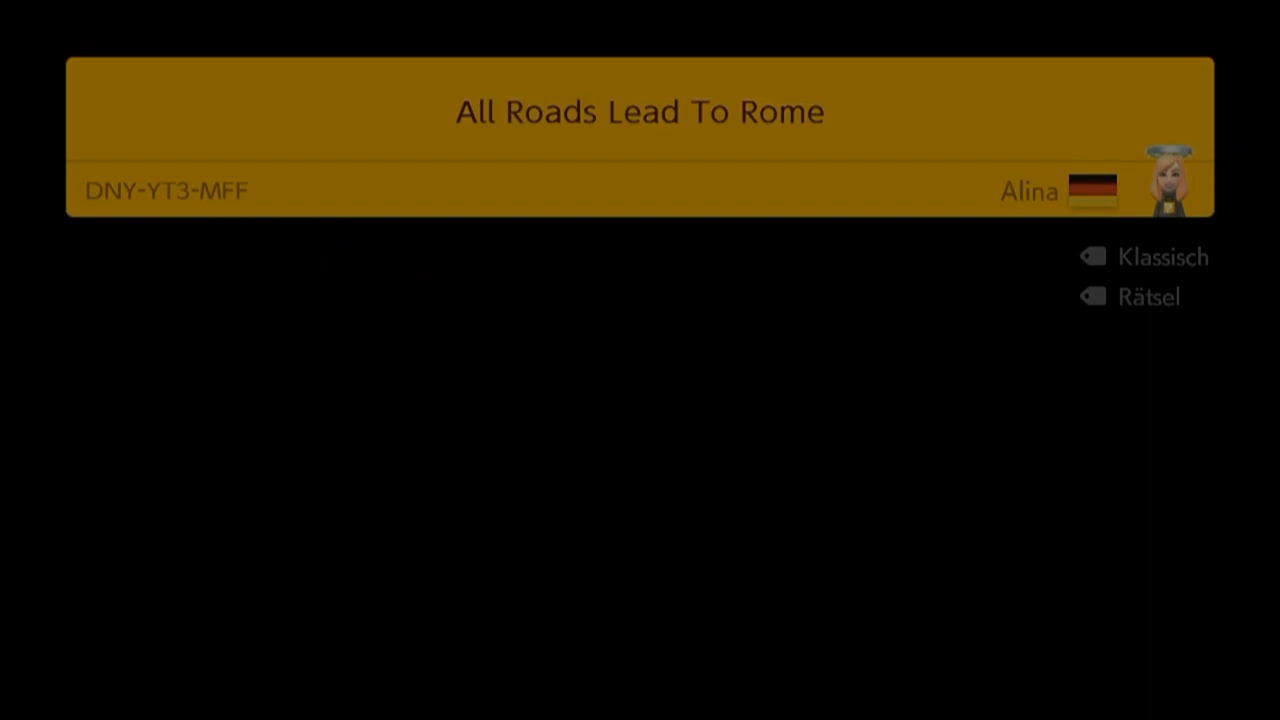 All Roads Lead To Rome
DNY-YT3-MFF
Alina
Klassisch
Rätsel